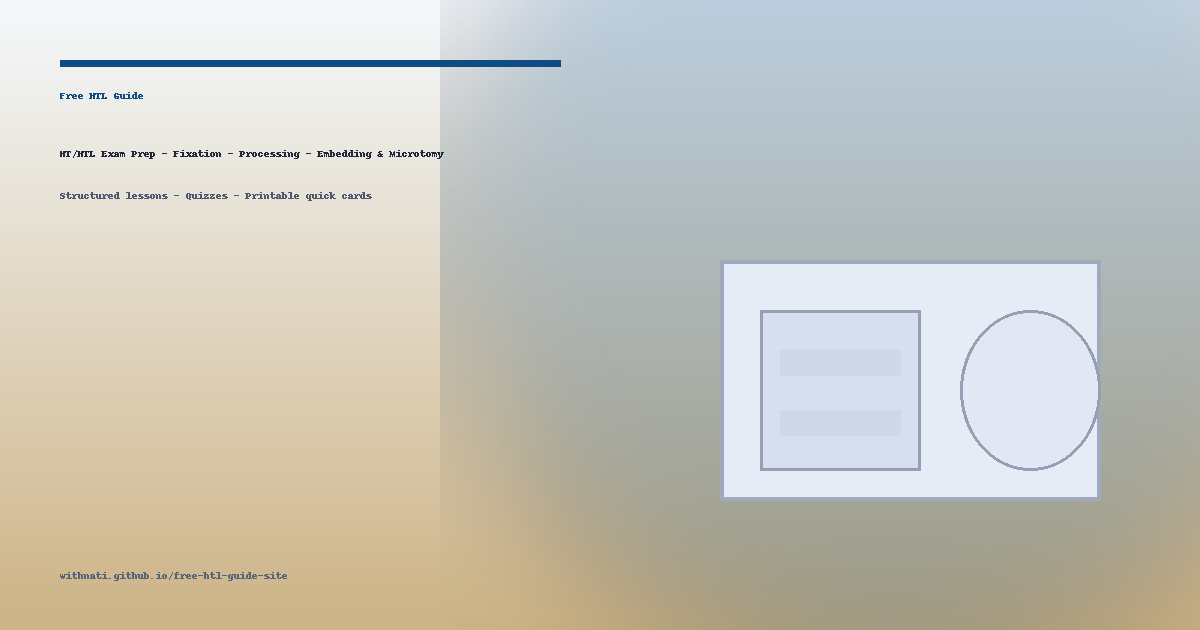 Free HTL Guide
HT/HTL Exam Prep - Fixation - Processing - Embedding & Microtomy
Structured lessons - Quizzes - Printable quick cards
withmati.github.io/free-htl-guide-site